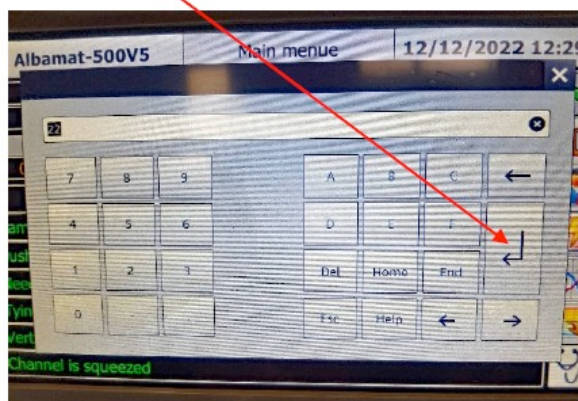 Albamat-500V5 Main menue 12/12/2022 12:29
22
7 8 9 A B C
4 5 6 D E F
1 2 3 Del Home End
0 Esc Help
Channel is squeezed